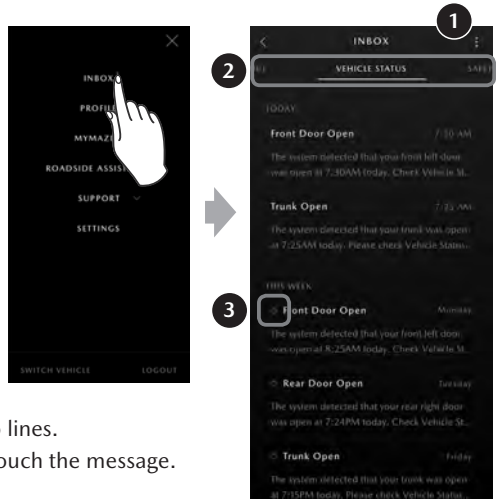 INBOX
PROFILE
MYMAZ
ROADSIDE ASSIS
SUPPORT
SETTINGS
SWITCH VEHICLE
LOGOUT
1
INBOX
2
VEHICLE STATUS
SAFE
TODAY
Front Door Open
7:30 AM
The system detected that your front left door
was open at 7:30AM today. Check Vehicle St...
Trunk Open
7:25 AM
The system detected that your trunk was open
at 7:25AM today. Please check Vehicle Status...
THIS WEEK
3
Front Door Open
Monday
The system detected that your front left door
was open at 8:25AM today. Check Vehicle St...
Rear Door Open
Tuesday
The system detected that your rear right door
was open at 7:24PM today. Check Vehicle St...
Trunk Open
Friday
The system detected that your trunk was open
at 7:15PM today. Please check Vehicle Status...
lines.
ouch the message.